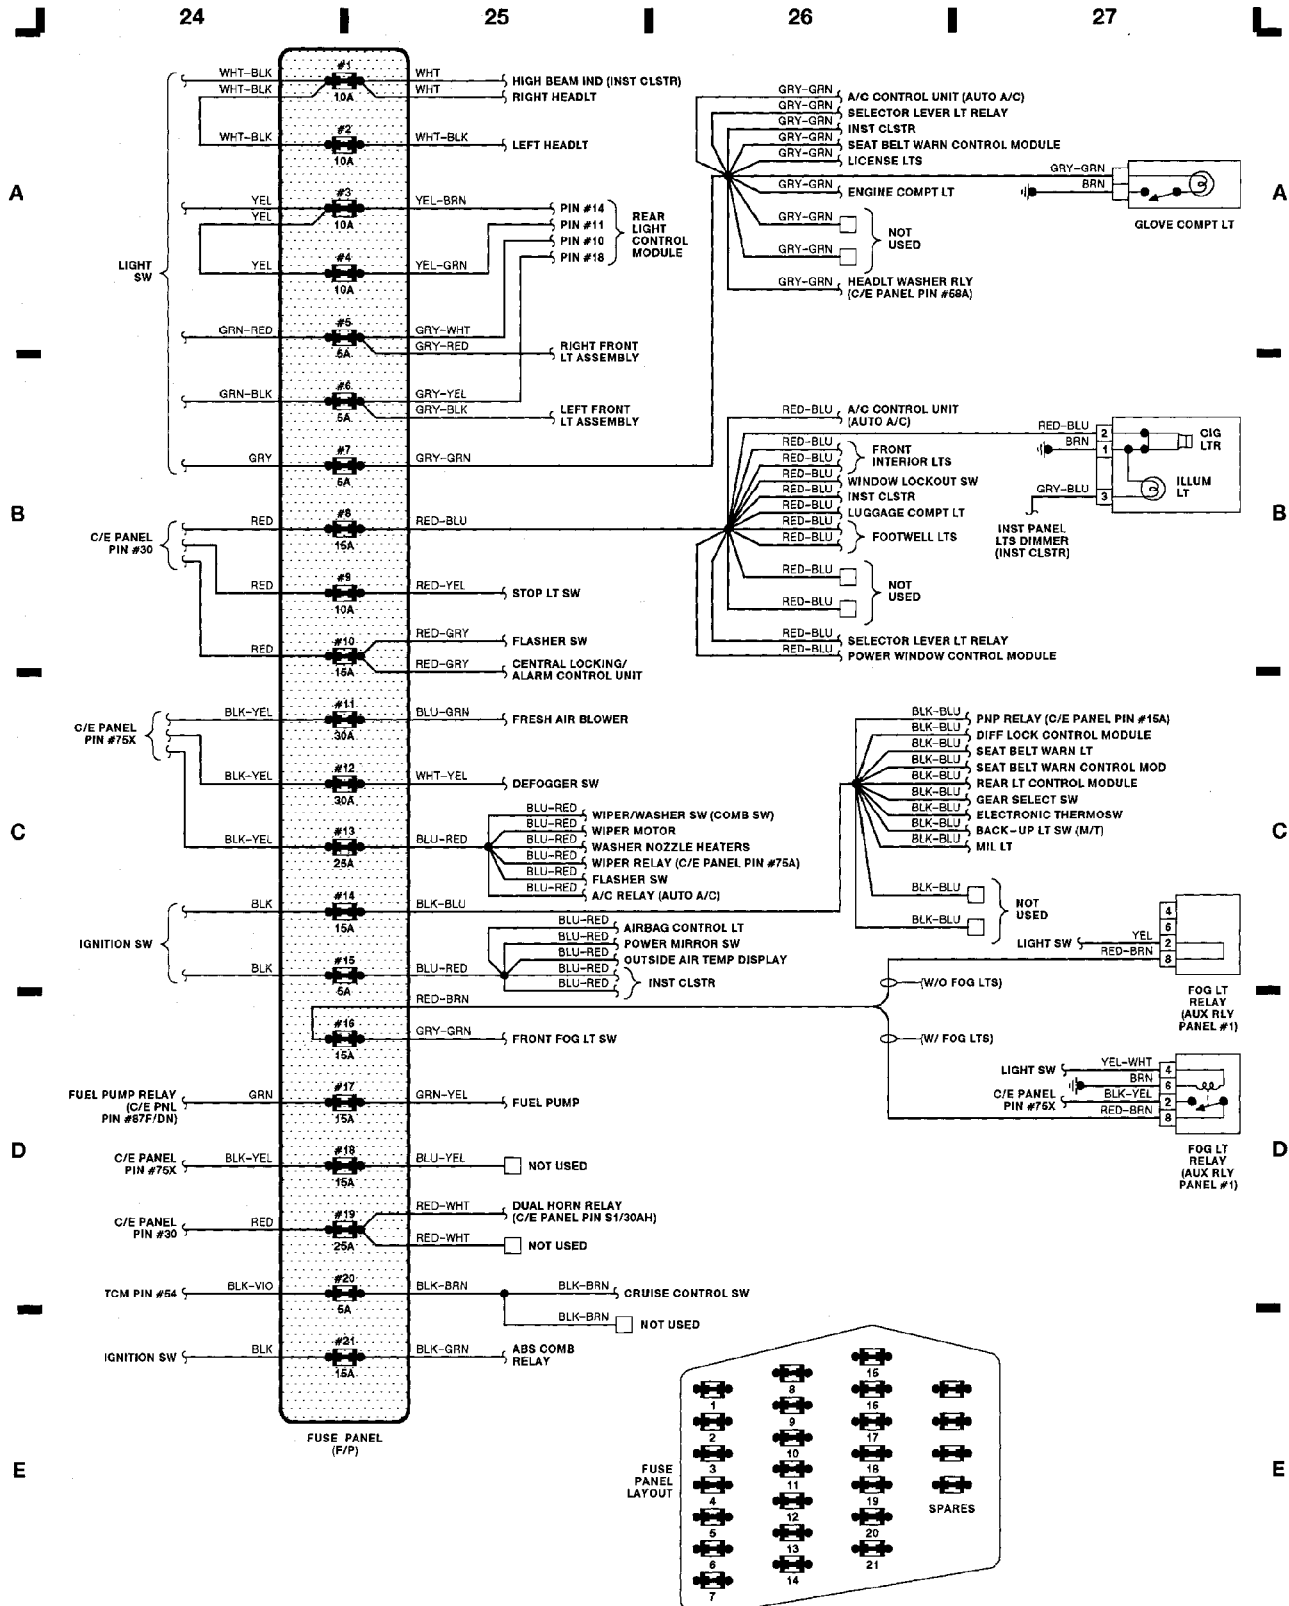 24 25 26 27
A
LIGHT
SW
WHT-BLK #1 10A WHT HIGH BEAM IND (INST CLSTR)
WHT-BLK WHT RIGHT HEADLT
WHT-BLK #2 10A WHT-BLK LEFT HEADLT
YEL #3 10A YEL-BRN PIN #14
YEL PIN #11
PIN #10
YEL #4 10A YEL-GRN PIN #18
REAR
LIGHT
CONTROL
MODULE
GRN-RED #5 5A GRY-WHT
GRY-RED RIGHT FRONT
LT ASSEMBLY
GRN-BLK #6 5A GRY-YEL
GRY-BLK LEFT FRONT
LT ASSEMBLY
GRY #7 5A GRY-GRN
GRY-GRN A/C CONTROL UNIT (AUTO A/C)
GRY-GRN SELECTOR LEVER LT RELAY
GRY-GRN INST CLSTR
GRY-GRN SEAT BELT WARN CONTROL MODULE
GRY-GRN LICENSE LTS
GRY-GRN
BRN
GLOVE COMPT LT
A
GRY-GRN ENGINE COMPT LT
GRY-GRN
GRY-GRN
NOT
USED
GRY-GRN HEADLT WASHER RLY
(C/E PANEL PIN #58A)
B
C/E PANEL
PIN #30
RED #8 15A RED-BLU
RED #9 10A RED-YEL STOP LT SW
RED #10 15A RED-GRY FLASHER SW
RED-GRY CENTRAL LOCKING/
ALARM CONTROL UNIT
RED-BLU A/C CONTROL UNIT
(AUTO A/C)
RED-BLU 2
BRN 1
CIG
LTR
GRY-BLU 3
ILLUM
LT
INST PANEL
LTS DIMMER
(INST CLSTR)
B
RED-BLU
RED-BLU
FRONT
INTERIOR LTS
RED-BLU WINDOW LOCKOUT SW
RED-BLU INST CLSTR
RED-BLU LUGGAGE COMPT LT
RED-BLU
RED-BLU
FOOTWELL LTS
RED-BLU
RED-BLU
NOT
USED
RED-BLU SELECTOR LEVER LT RELAY
RED-BLU POWER WINDOW CONTROL MODULE
C/E PANEL
PIN #75X
BLK-YEL #11 30A BLU-GRN FRESH AIR BLOWER
BLK-YEL #12 30A WHT-YEL DEFOGGER SW
C
BLK-YEL #13 25A BLU-RED
BLU-RED WIPER/WASHER SW (COMB SW)
BLU-RED WIPER MOTOR
BLU-RED WASHER NOZZLE HEATERS
BLU-RED WIPER RELAY (C/E PANEL PIN #75A)
BLU-RED FLASHER SW
BLU-RED A/C RELAY (AUTO A/C)
BLK-BLU PNP RELAY (C/E PANEL PIN #15A)
BLK-BLU DIFF LOCK CONTROL MODULE
BLK-BLU SEAT BELT WARN LT
BLK-BLU SEAT BELT WARN CONTROL MOD
BLK-BLU REAR LT CONTROL MODULE
BLK-BLU GEAR SELECT SW
BLK-BLU ELECTRONIC THERMOSW
BLK-BLU BACK-UP LT SW (M/T)
BLK-BLU MIL LT
C
BLK-BLU
BLK-BLU
NOT
USED
IGNITION SW
BLK #14 15A BLK-BLU
BLK #15 5A BLU-RED
BLU-RED AIRBAG CONTROL LT
BLU-RED POWER MIRROR SW
BLU-RED OUTSIDE AIR TEMP DISPLAY
BLU-RED
BLU-RED
INST CLSTR
4
6
LIGHT SW YEL 2
RED-BRN 8
(W/O FOG LTS)
FOG LT
RELAY
(AUX RLY
PANEL #1)
RED-BRN
#16 15A GRY-GRN FRONT FOG LT SW
(W/ FOG LTS)
LIGHT SW YEL-WHT 4
BRN 6
C/E PANEL
PIN #75X
BLK-YEL 2
RED-BRN 8
FOG LT
RELAY
(AUX RLY
PANEL #1)
D
FUEL PUMP RELAY
(C/E PNL
PIN #87F/DN)
GRN #17 15A GRN-YEL FUEL PUMP
D
C/E PANEL
PIN #75X
BLK-YEL #18 15A BLU-YEL NOT USED
C/E PANEL
PIN #30
RED #19 25A RED-WHT DUAL HORN RELAY
(C/E PANEL PIN S1/30AH)
RED-WHT NOT USED
TCM PIN #54 BLK-VIO #20 5A BLK-BRN BLK-BRN CRUISE CONTROL SW
BLK-BRN NOT USED
IGNITION SW BLK #21 15A BLK-GRN ABS COMB
RELAY
FUSE PANEL
(F/P)
E
FUSE
PANEL
LAYOUT
1
2
3
4
5
6
7
8
9
10
11
12
13
14
15
16
17
18
19
20
21
SPARES
E